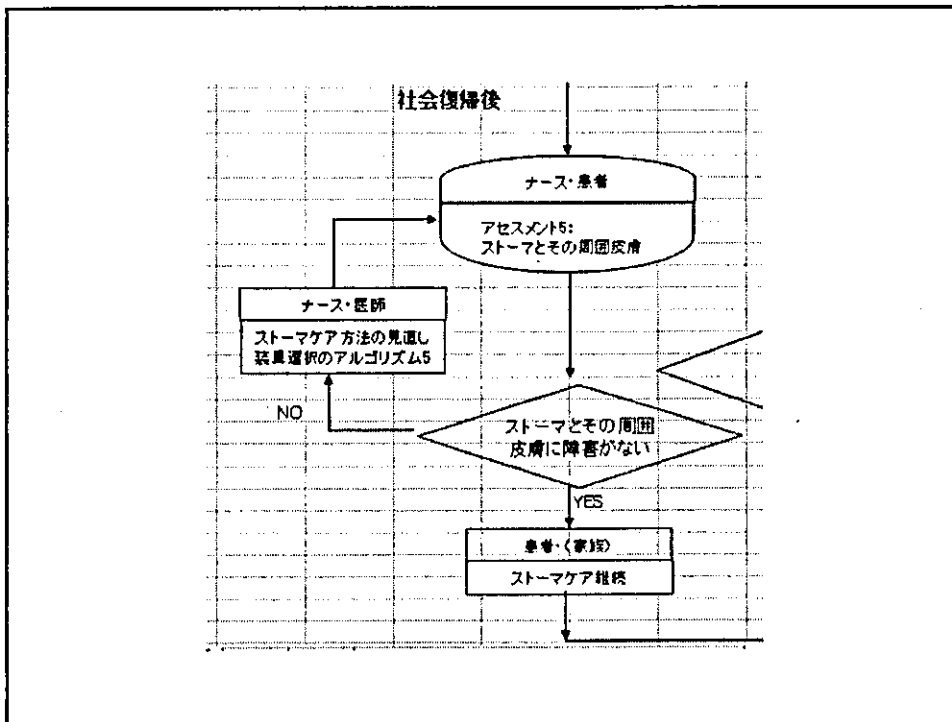 社会復帰後
ナース・患者
アセスメント5:
ストーマとその周囲皮膚
ナース・医師
ストーマケア方法の見直し
装具選択のアルゴリズム5
NO
ストーマとその周囲
皮膚に障害がない
YES
患者・(家族)
ストーマケア継続